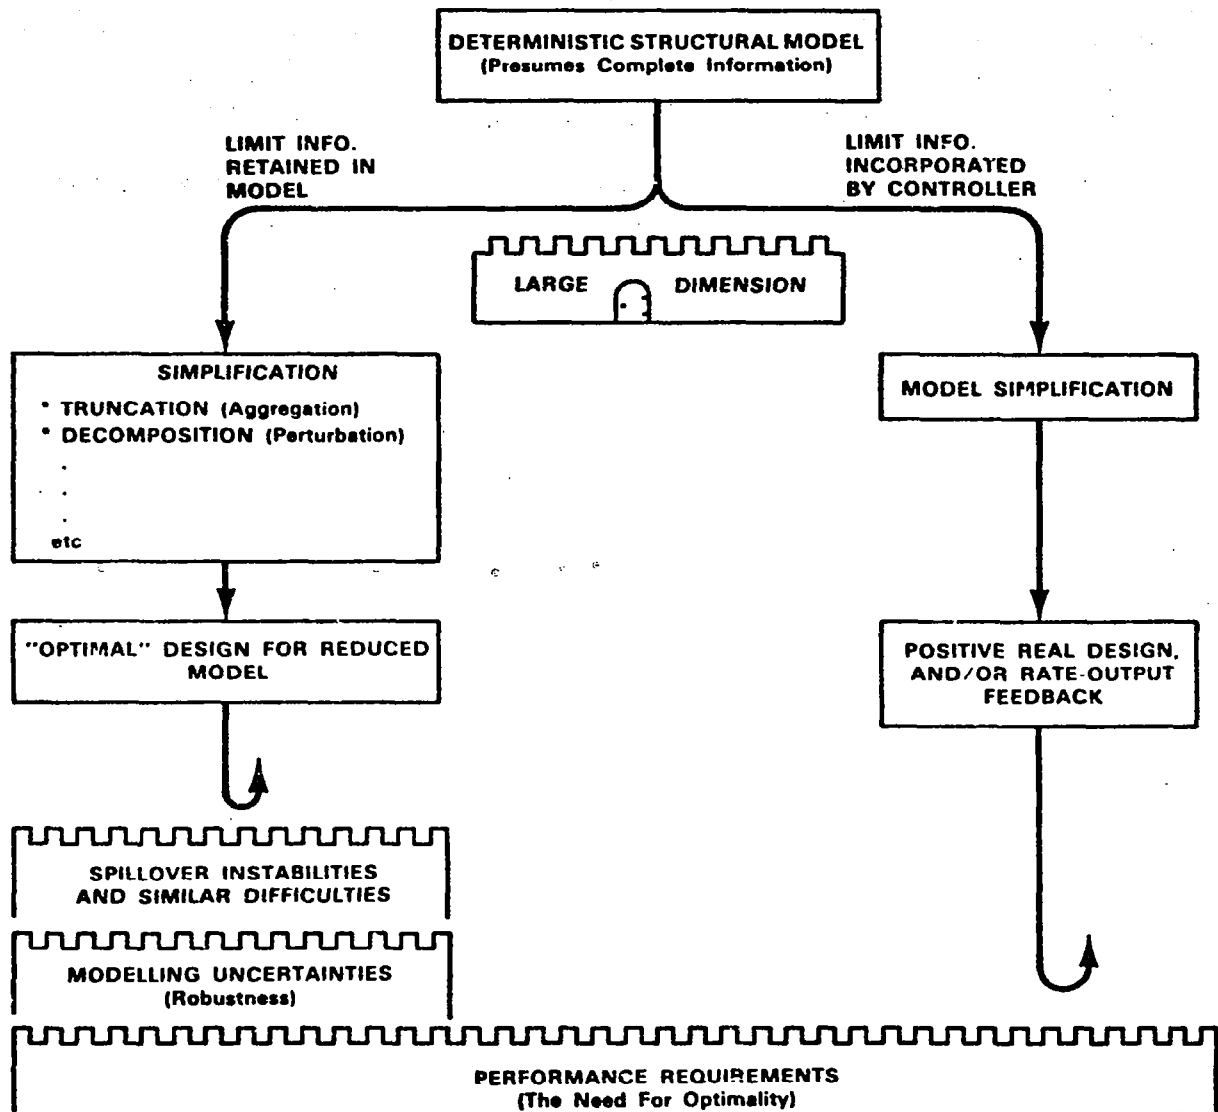 DETERMINISTIC STRUCTURAL MODEL
(Presumes Complete Information)
LIMIT INFO.
RETAINED IN
MODEL
LIMIT INFO.
INCORPORATED
BY CONTROLLER
LARGE DIMENSION
SIMPLIFICATION
• TRUNCATION (Aggregation)
• DECOMPOSITION (Perturbation)
.
.
.
etc
MODEL SIMPLIFICATION
"OPTIMAL" DESIGN FOR REDUCED
MODEL
POSITIVE REAL DESIGN,
AND/OR RATE-OUTPUT
FEEDBACK
SPILLOVER INSTABILITIES
AND SIMILAR DIFFICULTIES
MODELLING UNCERTAINTIES
(Robustness)
PERFORMANCE REQUIREMENTS
(The Need For Optimality)